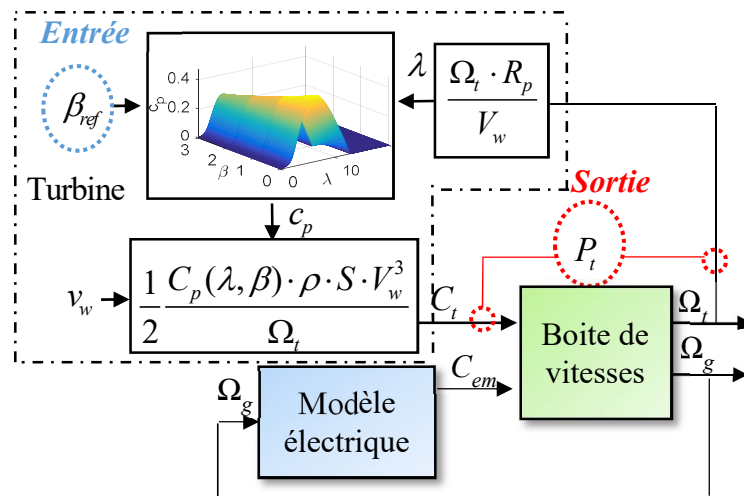 Entrée
β_ref
0.4
0.2
0
c_p
3
2
1
0
β
0
10
λ
λ
Ω_t · R_p
V_w
Turbine
c_p
Sortie
P_t
v_w
1
2
C_p(λ, β) · ρ · S · V_w^3
Ω_t
C_t
Boite de
vitesses
Ω_t
Ω_g
C_em
Ω_g
Modèle
électrique